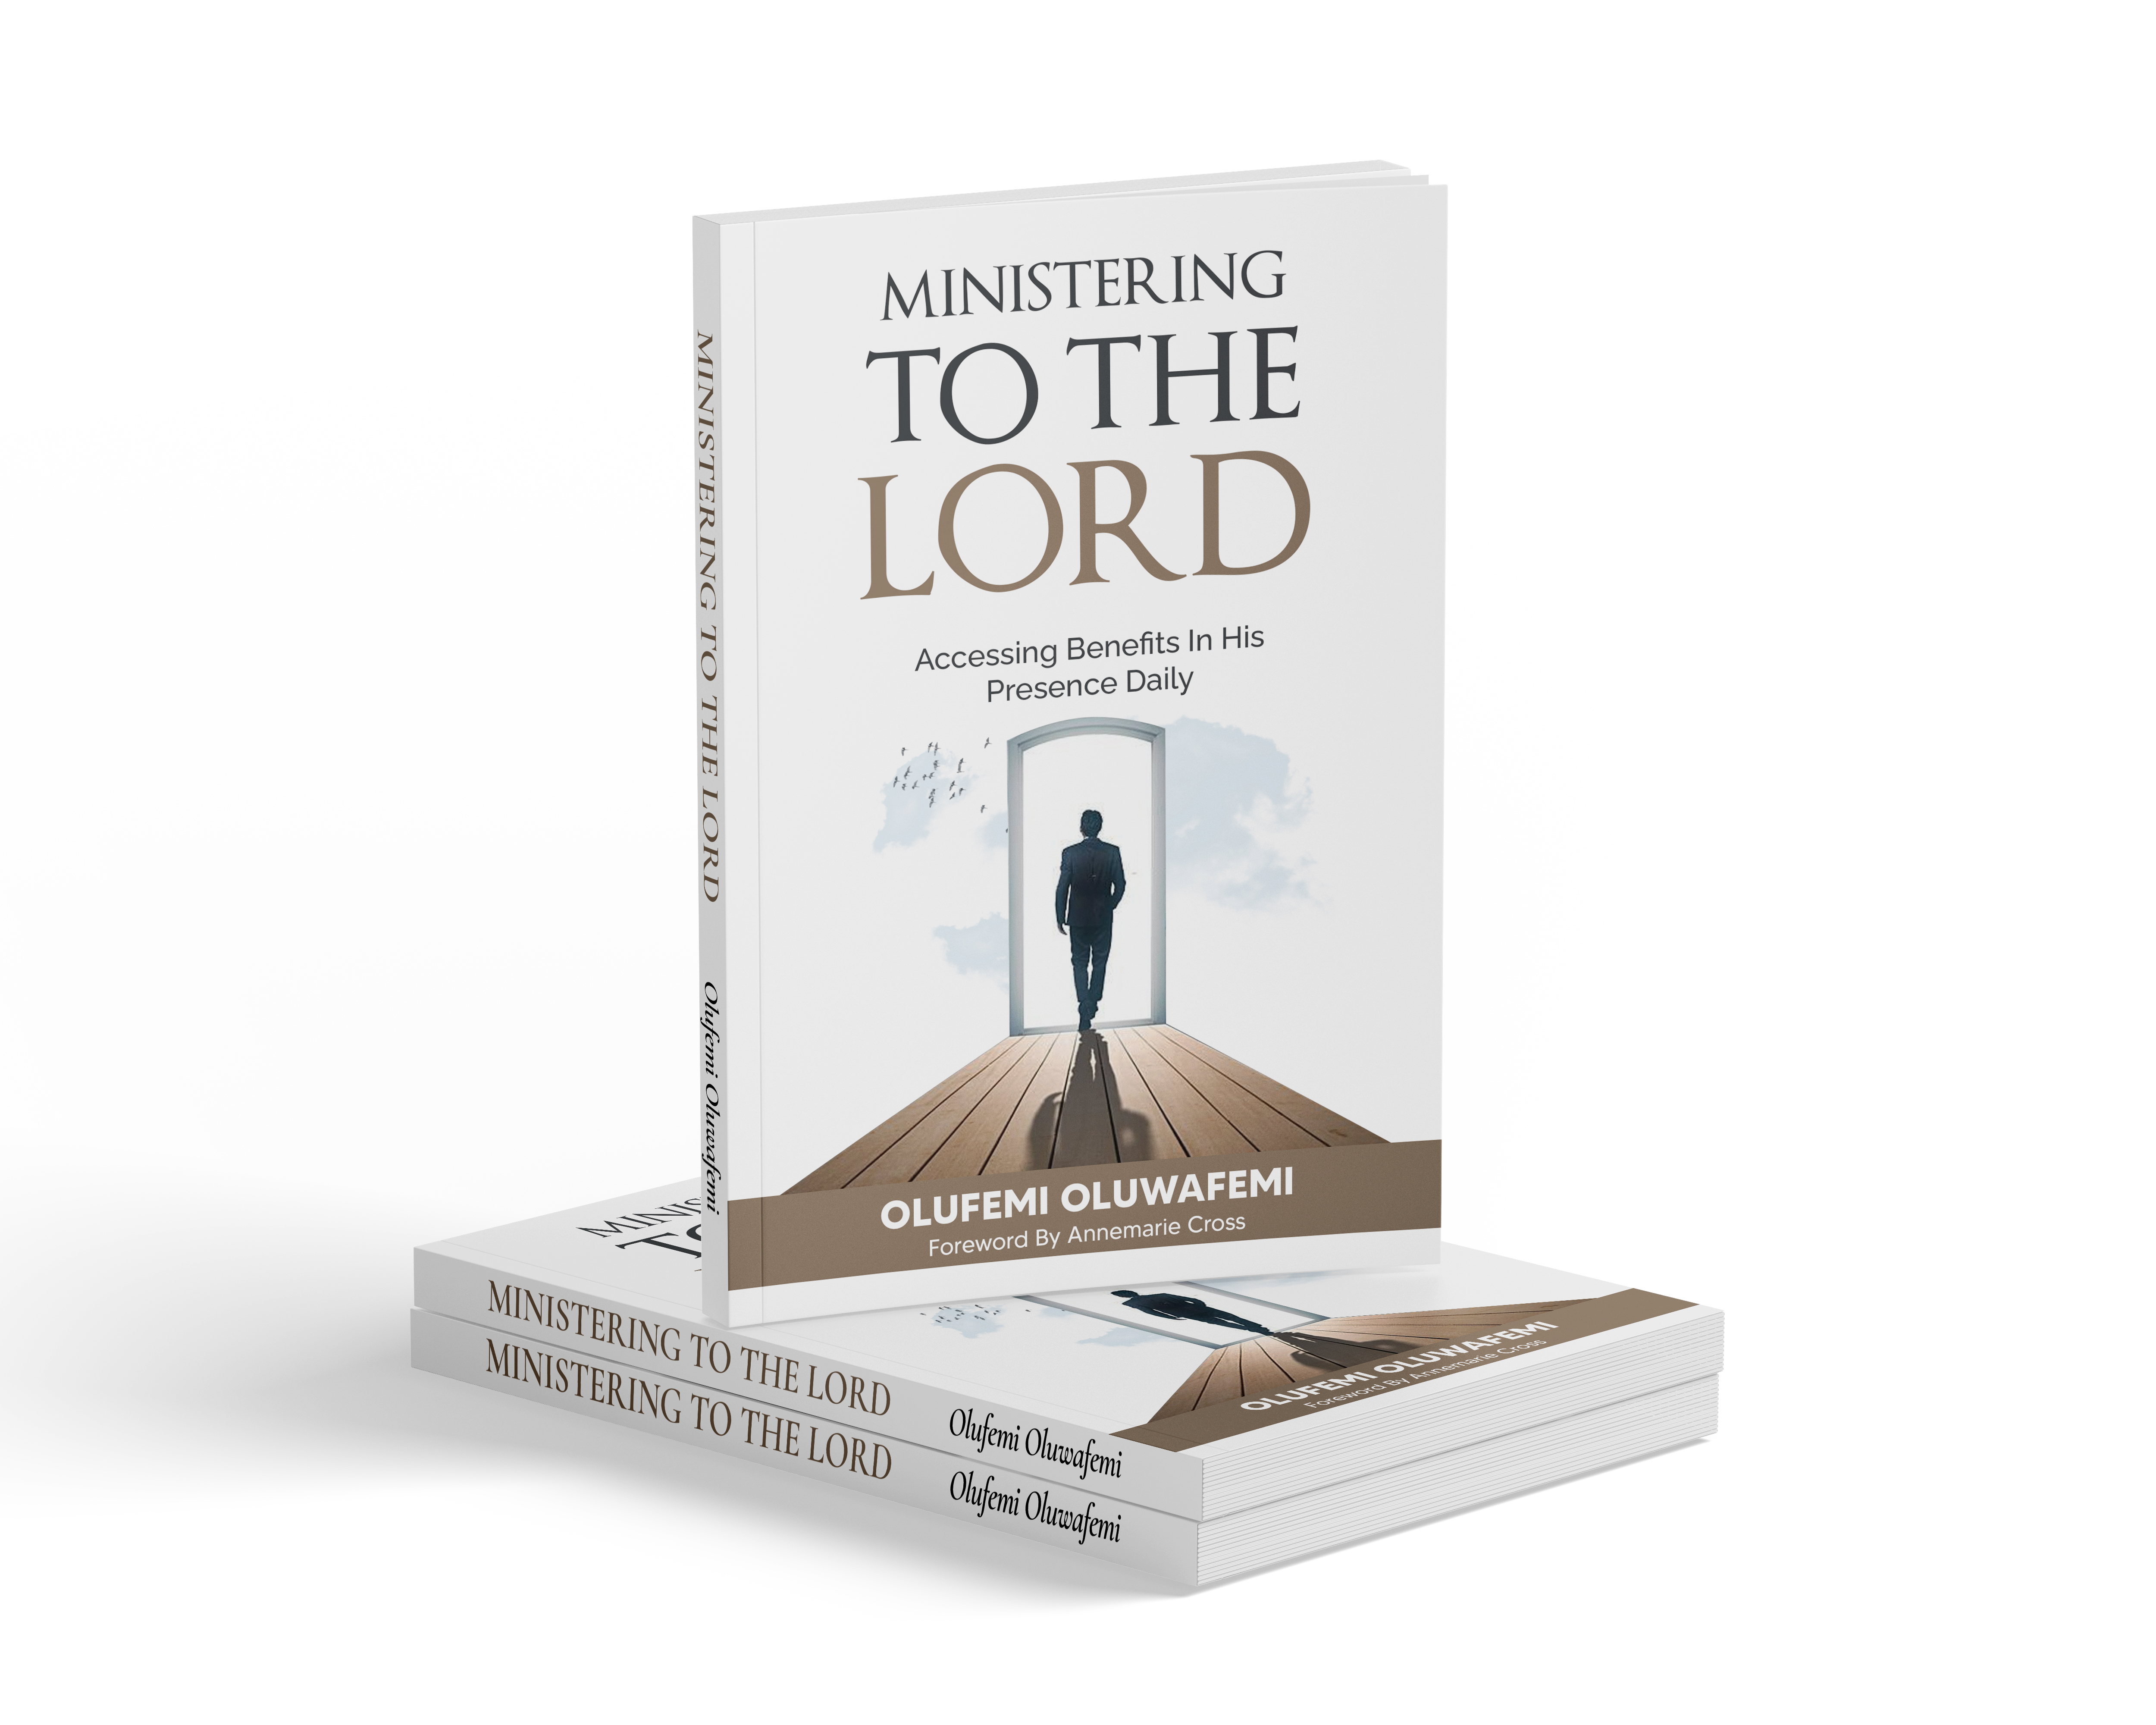 MINISTERING
TO THE
LORD
Accessing Benefits In His
Presence Daily
OLUFEMI OLUWAFEMI
Foreword By Annemarie Cross
MINISTERING TO THE LORD
Olufemi Oluwafemi
MINISTERING TO THE LORD
Olufemi Oluwafemi
MINISTERING TO THE LORD
Olufemi Oluwafemi
OLUFEMI OLUWAFEMI
Foreword By Annemarie Cross